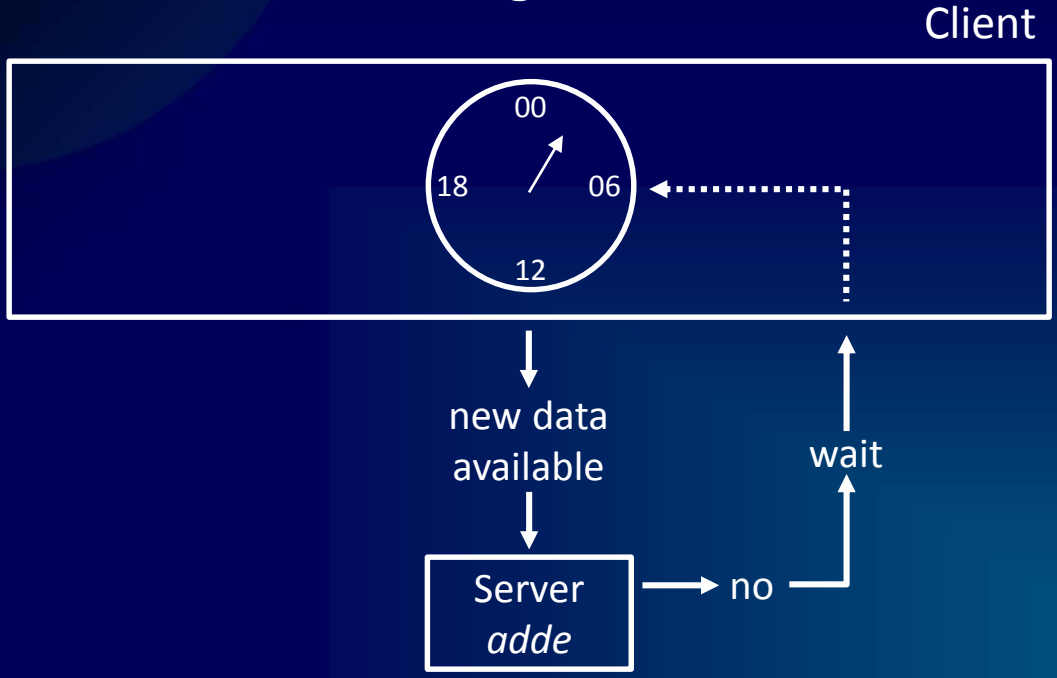 Client
00
18
06
12
new data
available
wait
Server
adde
no